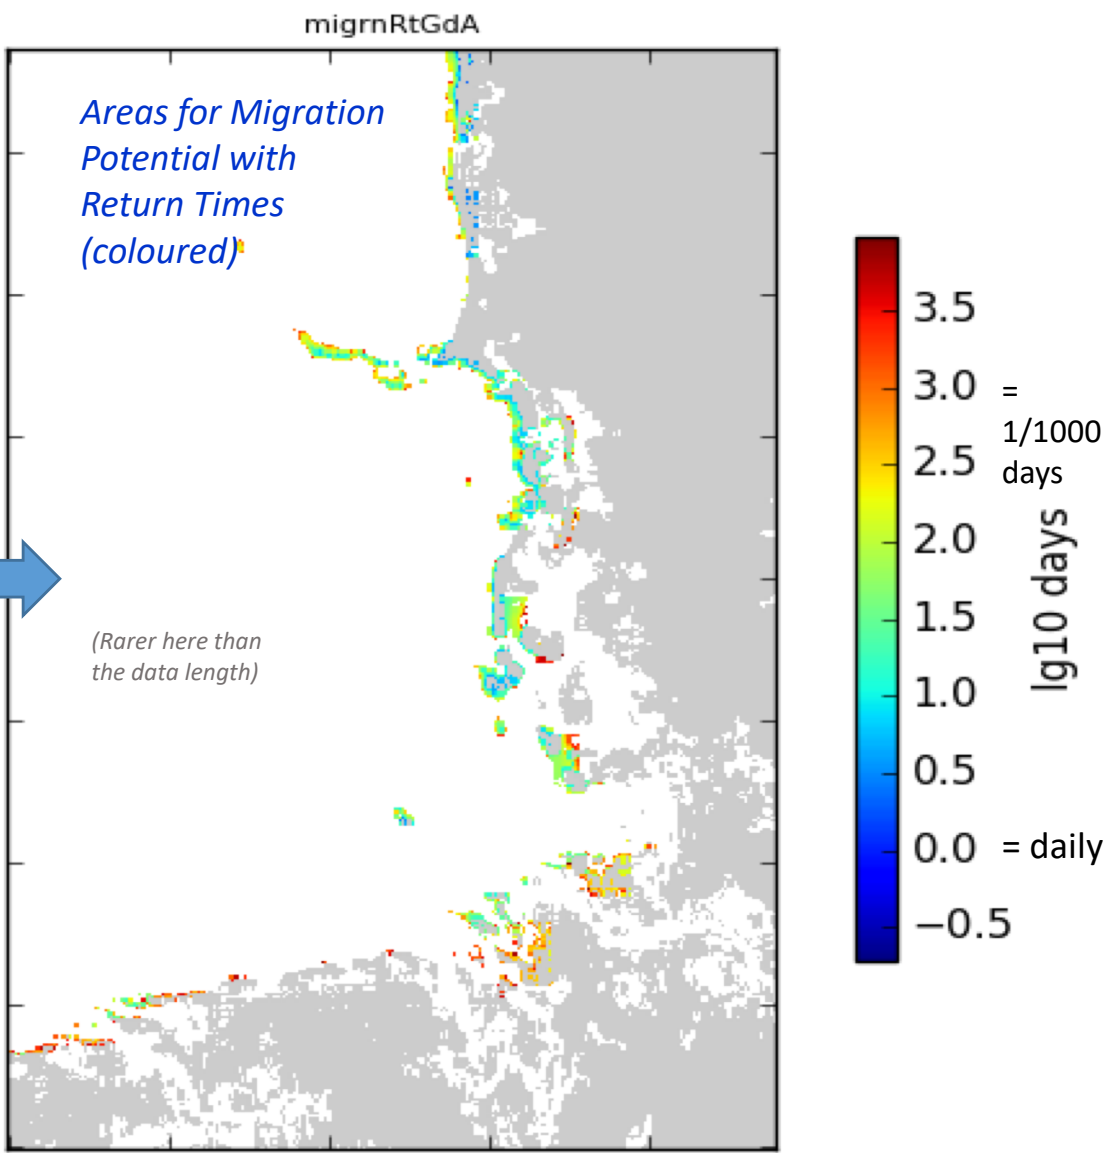 migrnRtGdA
Areas for Migration
Potential with
Return Times
(coloured)
(Rarer here than
the data length)
3.5
3.0
=
1/1000
days
2.5
2.0
1.5
1.0
0.5
0.0
= daily
−0.5
lg10 days